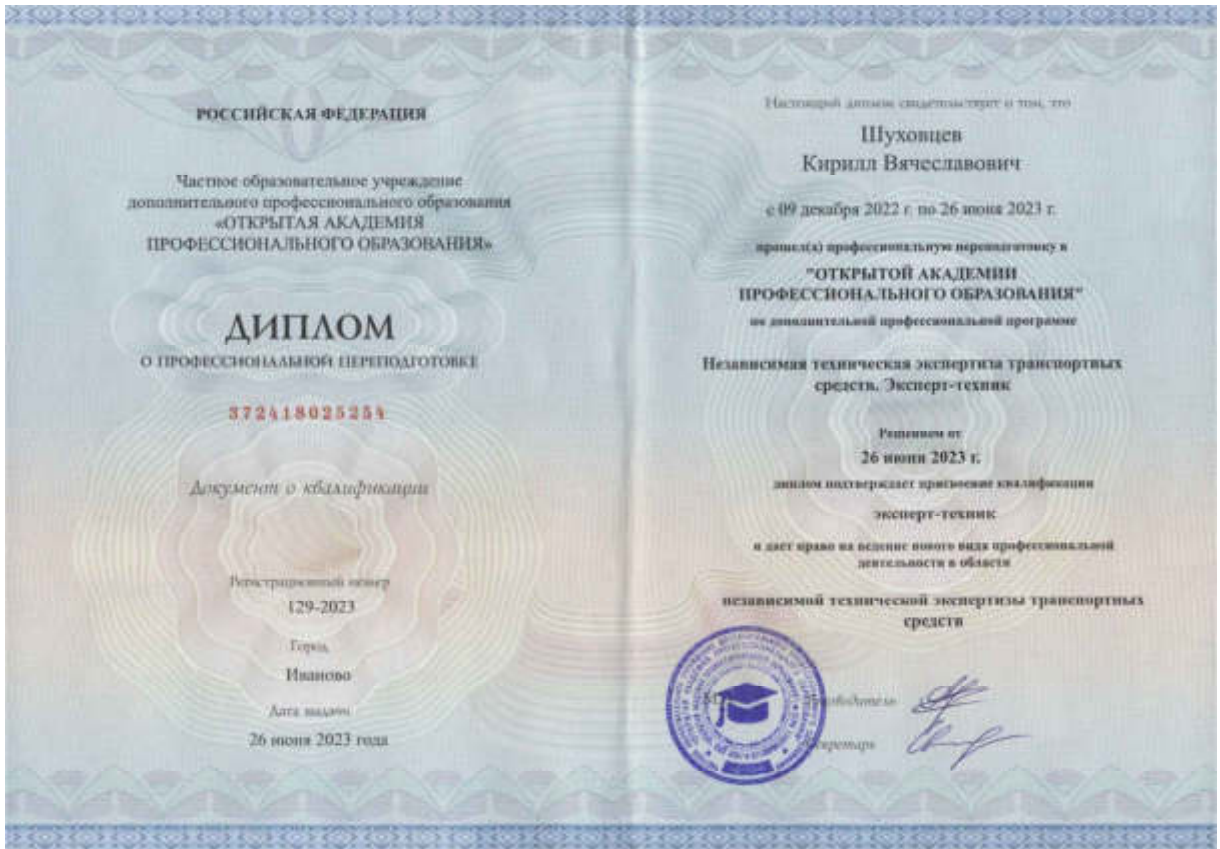 РОССИЙСКАЯ ФЕДЕРАЦИЯ
Частное образовательное учреждение
дополнительного профессионального образования
«ОТКРЫТАЯ АКАДЕМИЯ
ПРОФЕССИОНАЛЬНОГО ОБРАЗОВАНИЯ»
ДИПЛОМ
О ПРОФЕССИОНАЛЬНОЙ ПЕРЕПОДГОТОВКЕ
372418025254
Документ о квалификации
Регистрационный номер
129-2023
Город
Иваново
Дата выдачи
26 июня 2023 года
Настоящий диплом свидетельствует о том, что
Шуховцев
Кирилл Вячеславович
с 09 декабря 2022 г. по 26 июня 2023 г.
прошел(а) профессиональную переподготовку в
"ОТКРЫТОЙ АКАДЕМИИ
ПРОФЕССИОНАЛЬНОГО ОБРАЗОВАНИЯ"
по дополнительной профессиональной программе
Независимая техническая экспертиза транспортных
средств. Эксперт-техник
Решением от
26 июня 2023 г.
диплом подтверждает присвоение квалификации
эксперт-техник
и дает право на ведение нового вида профессиональной
деятельности в области
независимой технической экспертизы транспортных
средств
Руководитель
Секретарь